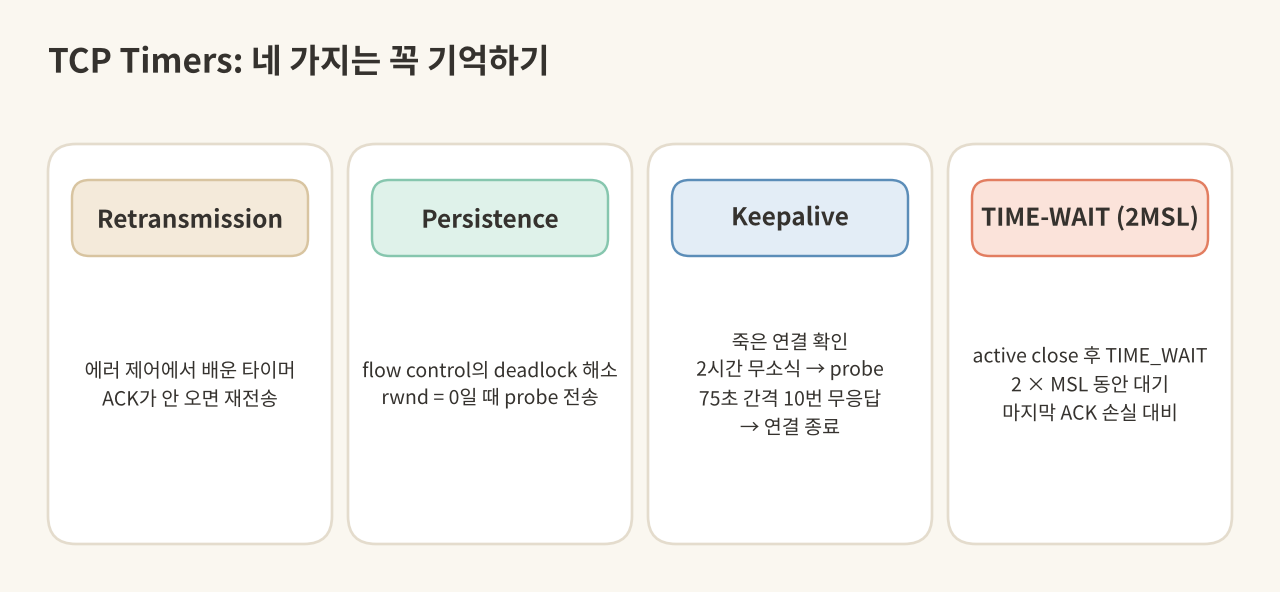 TCP Timers: 네 가지는 꼭 기억하기
Retransmission
에러 제어에서 배운 타이머
ACK가 안 오면 재전송
Persistence
flow control의 deadlock 해소
rwnd = 0일 때 probe 전송
Keepalive
죽은 연결 확인
2시간 무소식 → probe
75초 간격 10번 무응답
→ 연결 종료
TIME-WAIT (2MSL)
active close 후 TIME_WAIT
2 × MSL 동안 대기
마지막 ACK 손실 대비